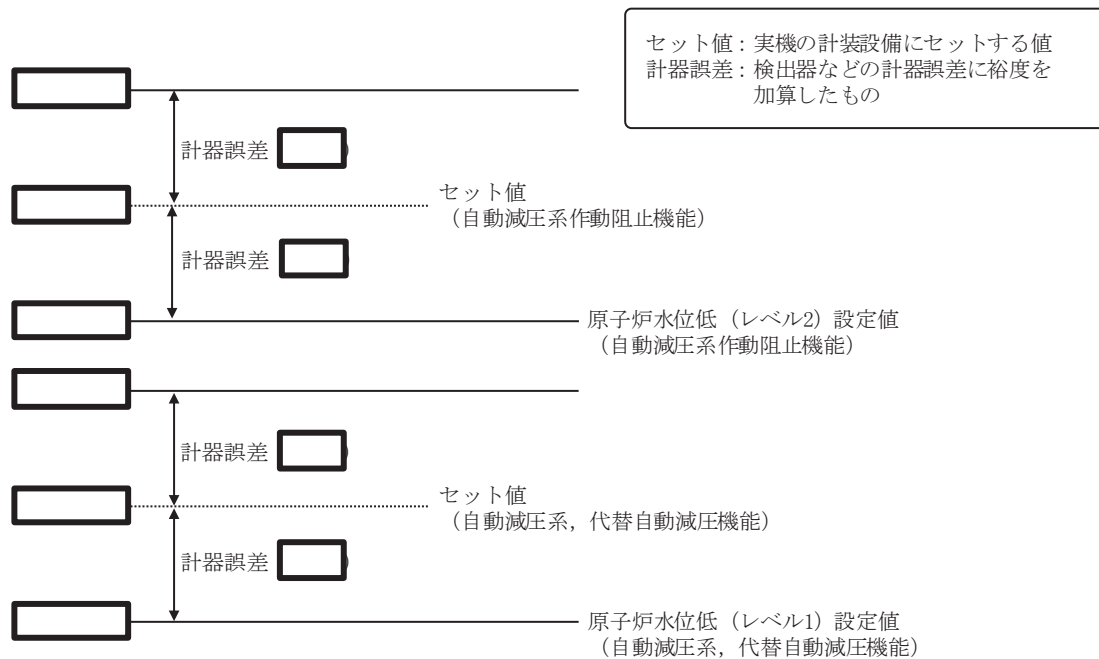 セット値：実機の計装設備にセットする値
計器誤差：検出器などの計器誤差に裕度を
加算したもの
計器誤差
セット値
（自動減圧系作動阻止機能）
計器誤差
原子炉水位低（レベル2）設定値
（自動減圧系作動阻止機能）
計器誤差
セット値
（自動減圧系，代替自動減圧機能）
計器誤差
原子炉水位低（レベル1）設定値
（自動減圧系，代替自動減圧機能）